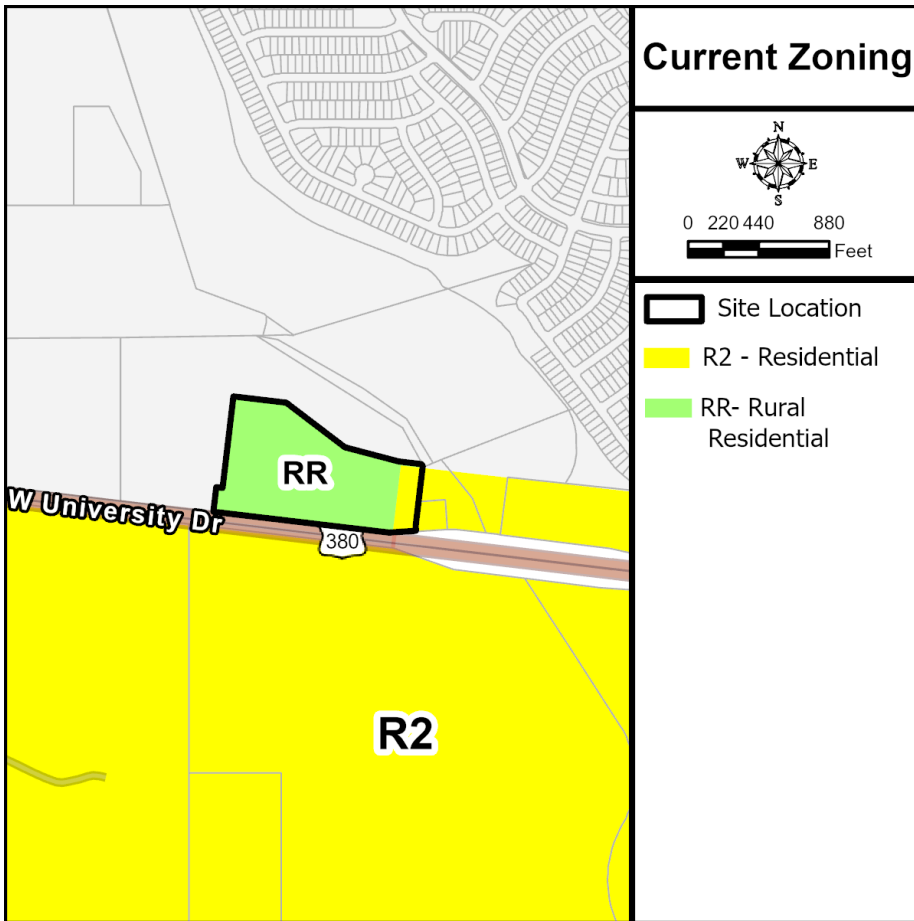 Current Zoning
N
W E
S
0 220 440 880
Feet
Site Location
R2 - Residential
RR- Rural
Residential
RR
W University Dr
380
R2